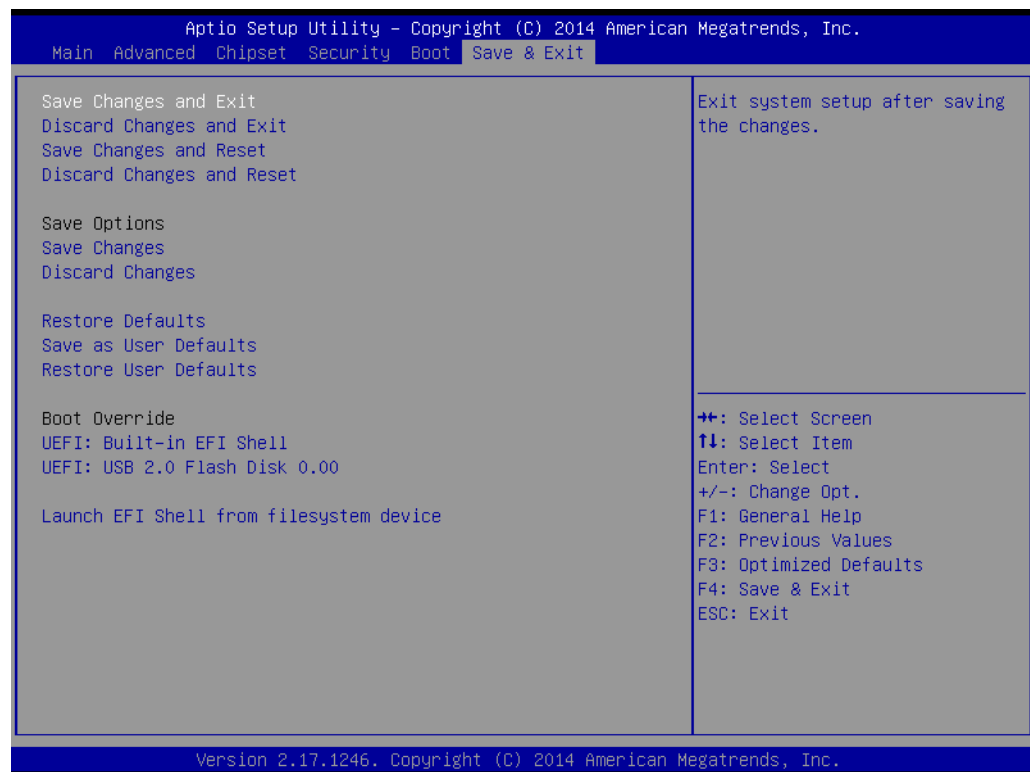 Aptio Setup Utility – Copyright (C) 2014 American Megatrends, Inc.
Main Advanced Chipset Security Boot Save & Exit
Save Changes and Exit
Discard Changes and Exit
Save Changes and Reset
Discard Changes and Reset
Save Options
Save Changes
Discard Changes
Restore Defaults
Save as User Defaults
Restore User Defaults
Boot Override
UEFI: Built-in EFI Shell
UEFI: USB 2.0 Flash Disk 0.00
Launch EFI Shell from filesystem device
Exit system setup after saving
the changes.
→←: Select Screen
↑↓: Select Item
Enter: Select
+/-: Change Opt.
F1: General Help
F2: Previous Values
F3: Optimized Defaults
F4: Save & Exit
ESC: Exit
Version 2.17.1246. Copyright (C) 2014 American Megatrends, Inc.